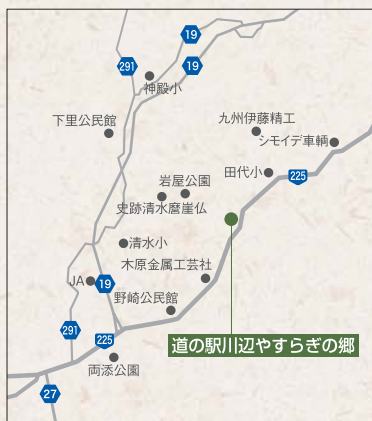 19
291
19
神殿小
下里公民館
九州伊藤精工
シモイデ車輌
田代小
225
岩屋公園
史跡清水磨崖仏
清水小
木原金属工芸社
JA
19
野崎公民館
291
225
道の駅川辺やすらぎの郷
両添公園
27